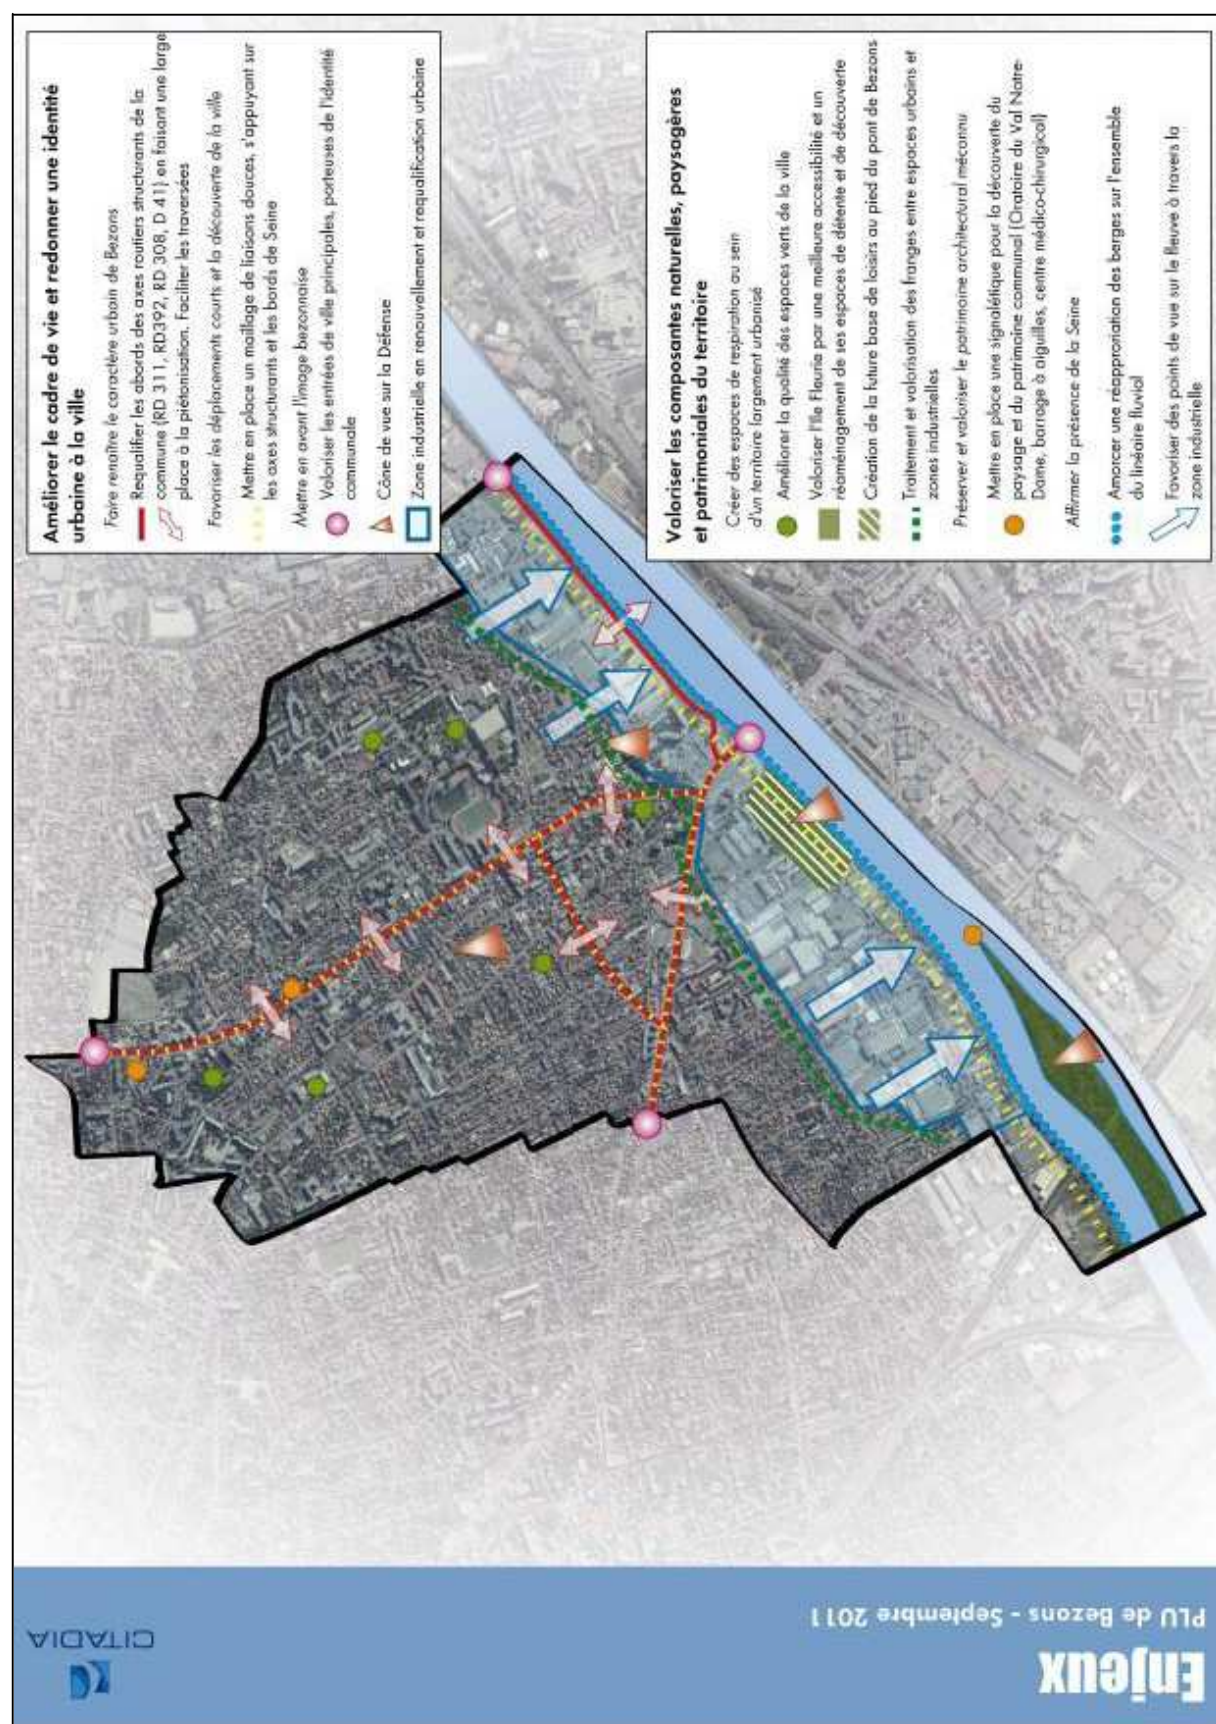 Améliorer le cadre de vie et redonner une identité
urbaine à la ville
Faire renaître le caractère urbain de Bezons
Requalifier les abords des axes routiers structurants de la
commune (RD 311, RD392, RD 308, D 41) en faisant une large
place à la piétonisation. Faciliter les traversées
Favoriser les déplacements courts et la découverte de la ville
Mettre en place un maillage de liaisons douces, s'appuyant sur
les axes structurants et les bords de Seine
Mettre en avant l'image bezonnaise
Valoriser les entrées de ville principales, porteuses de l'identité
communale
Cône de vue sur la Défense
Zone industrielle en renouvellement et requalification urbaine
Valoriser les composantes naturelles, paysagères
et patrimoniales du territoire
Créer des espaces de respiration au sein
d'un territoire largement urbanisé
Améliorer la qualité des espaces verts de la ville
Valoriser l'Ile Fleurie par une meilleure accessibilité et un
réaménagement de ses espaces de détente et de découverte
Création de la future base de loisirs au pied du pont de Bezons
Traitement et valorisation des franges entre espaces urbains et
zones industrielles
Préserver et valoriser le patrimoine architectural méconnu
Mettre en place une signalétique pour la découverte du
paysage et du patrimoine communal (Oratoire du Val Notre-
Dame, barrage à aiguilles, centre médico-chirurgical)
Affirmer la présence de la Seine
Amorcer une réappropriation des berges sur l'ensemble
du linéaire fluvial
Favoriser des points de vue sur le fleuve à travers la
zone industrielle
CITADIA
PLU de Bezons - Septembre 2011
Enjeux